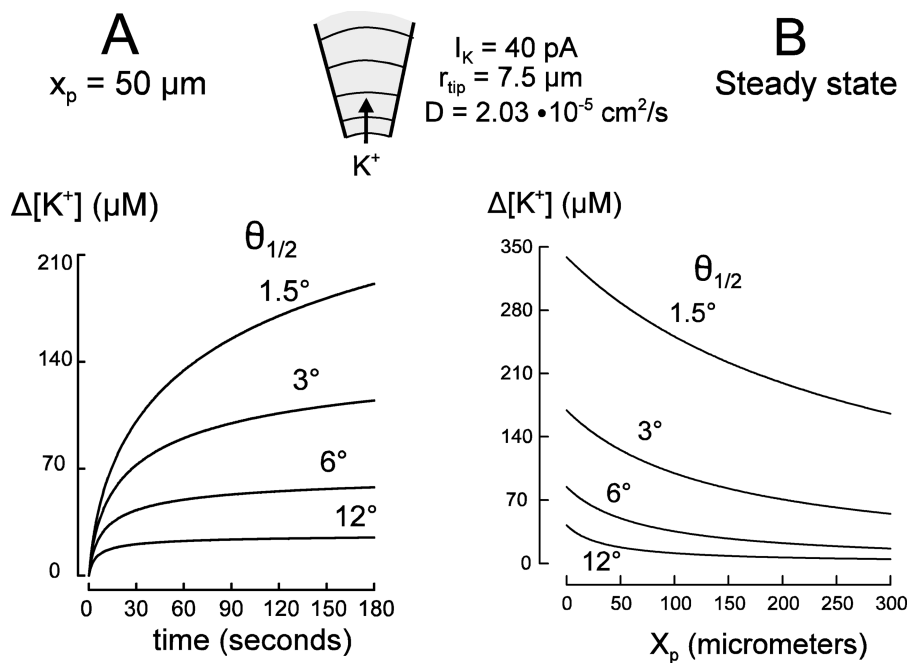 A
x_p = 50 µm
I_K = 40 pA
r_tip = 7.5 µm
D = 2.03 •10^-5 cm^2/s
K^+
B
Steady state
Δ[K^+] (µM)
θ_1/2
210
140
70
0
1.5°
3°
6°
12°
0 30 60 90 120 150 180
time (seconds)
Δ[K^+] (µM)
θ_1/2
350
280
210
140
70
0
1.5°
3°
6°
12°
0 50 100 150 200 250 300
X_p (micrometers)